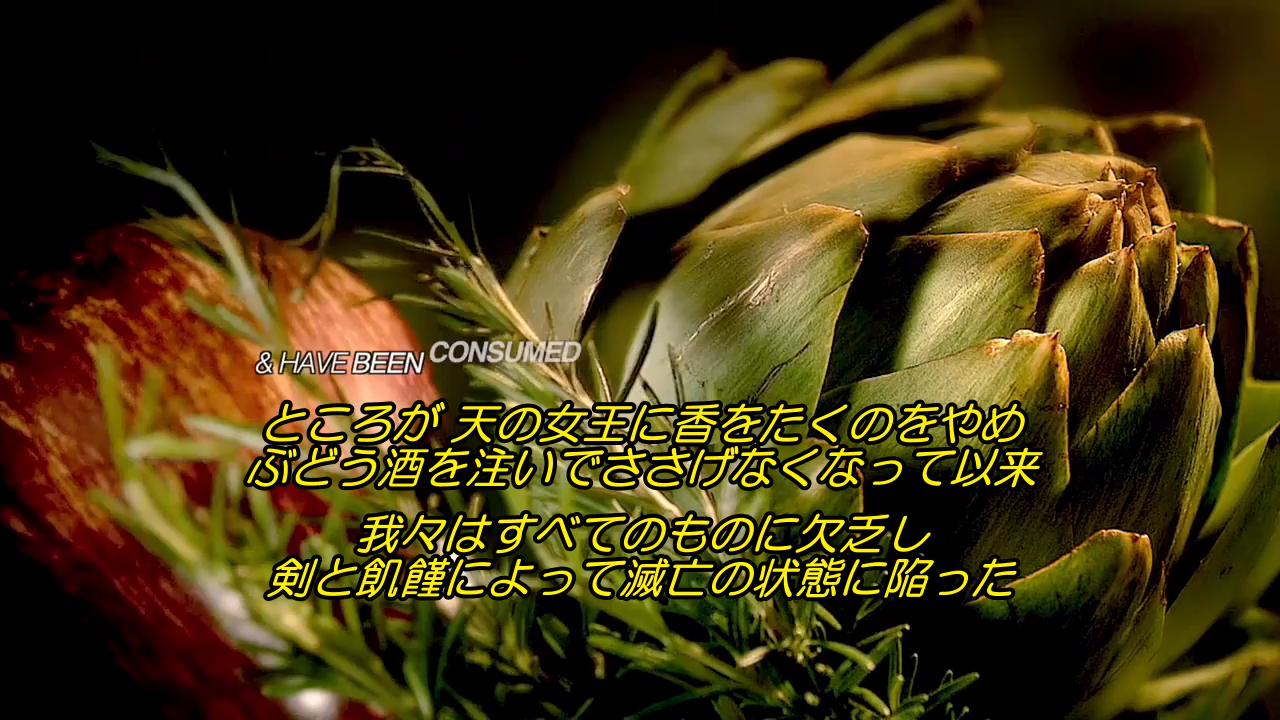 & HAVE BEEN CONSUMED
ところが 天の女王に香をたくのをやめ
ぶどう酒を注いでささげなくなって以来
我々はすべてのものに欠乏し
剣と飢饉によって滅亡の状態に陥った